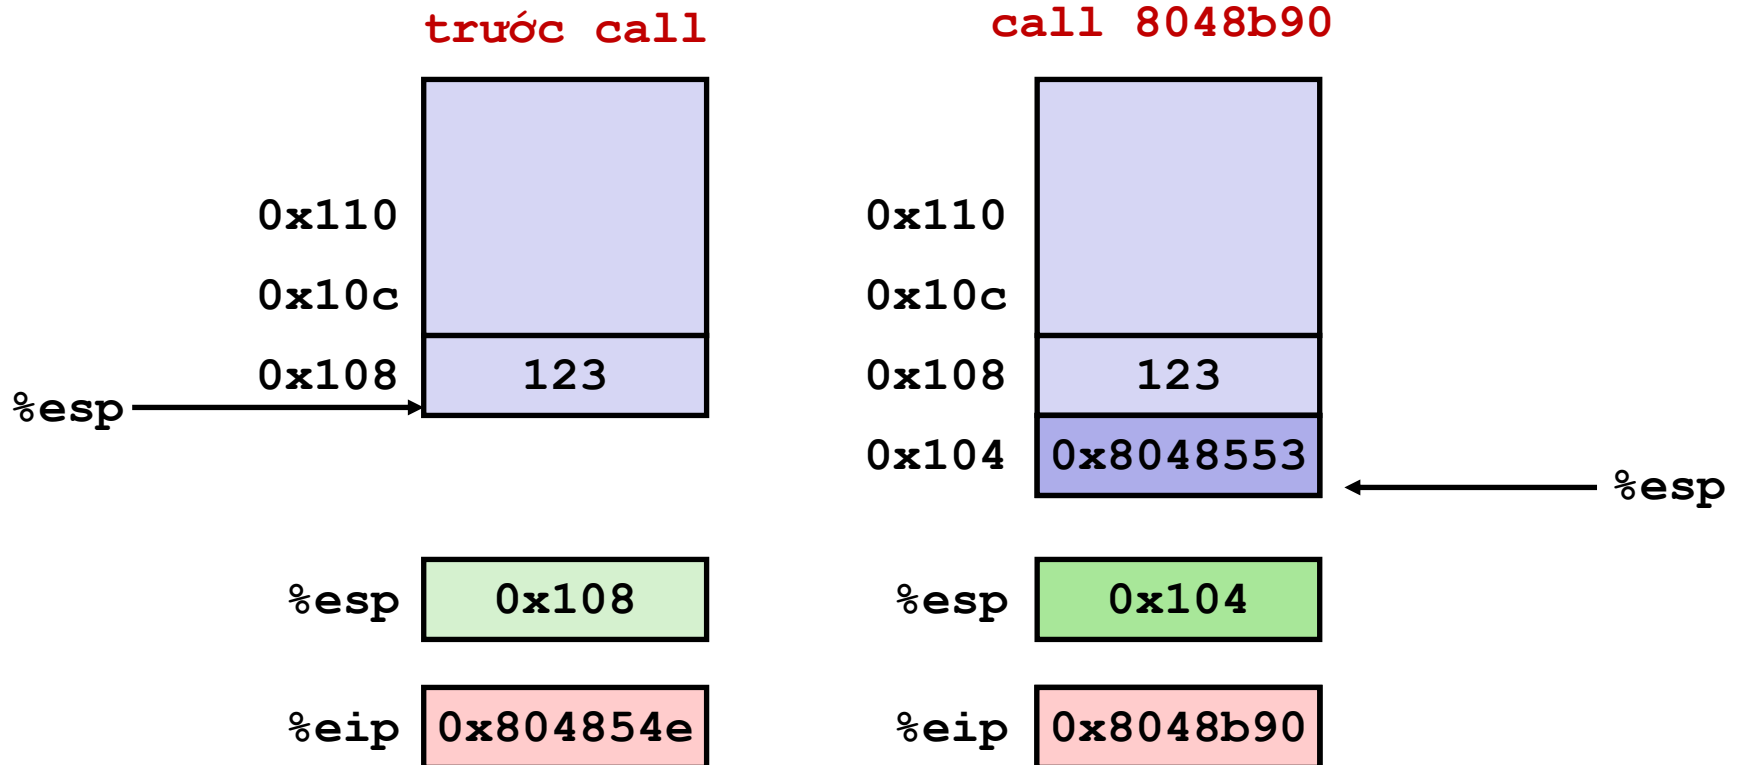 trước call
call 8048b90
0x110
0x110
0x10c
0x10c
0x108
123
0x108
123
%esp
0x104
0x8048553
%esp
%esp
0x108
%esp
0x104
%eip
0x804854e
%eip
0x8048b90